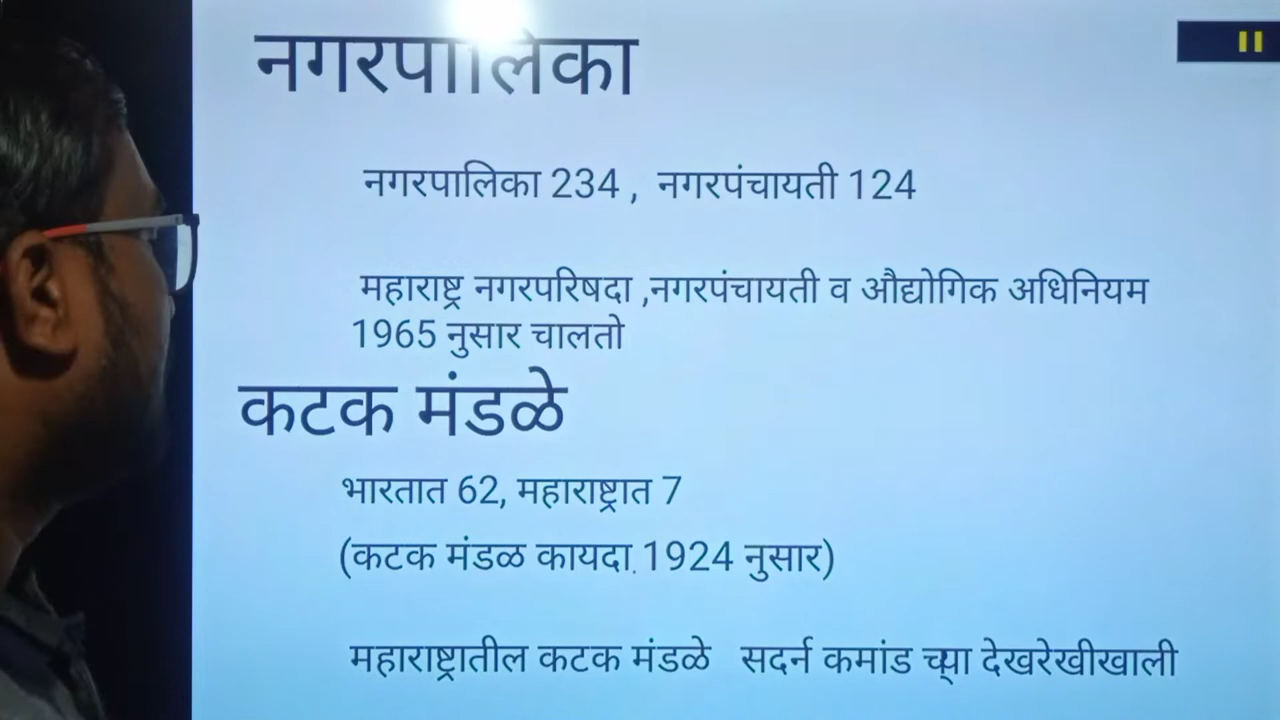 नगरपालिका
नगरपालिका 234 , नगरपंचायती 124
महाराष्ट्र नगरपरिषदा ,नगरपंचायती व औद्योगिक अधिनियम
1965 नुसार चालतो
कटक मंडळे
भारतात 62, महाराष्ट्रात 7
(कटक मंडळ कायदा.1924 नुसार)
महाराष्ट्रातील कटक मंडळे सदर्न कमांड च्या देखरेखीखाली